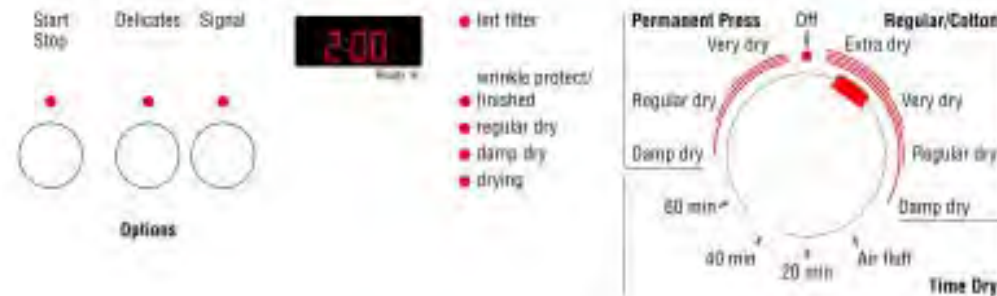 Start
Stop
Delicates
Signal
Options
2:00
Ready in
lint filter
wrinkle protect/
finished
regular dry
damp dry
drying
Permanent Press
Off
Regular/Cotton
Very dry
Extra dry
Regular dry
Very dry
Damp dry
Regular dry
60 min
Damp dry
40 min
20 min
Air fluff
Time Dry